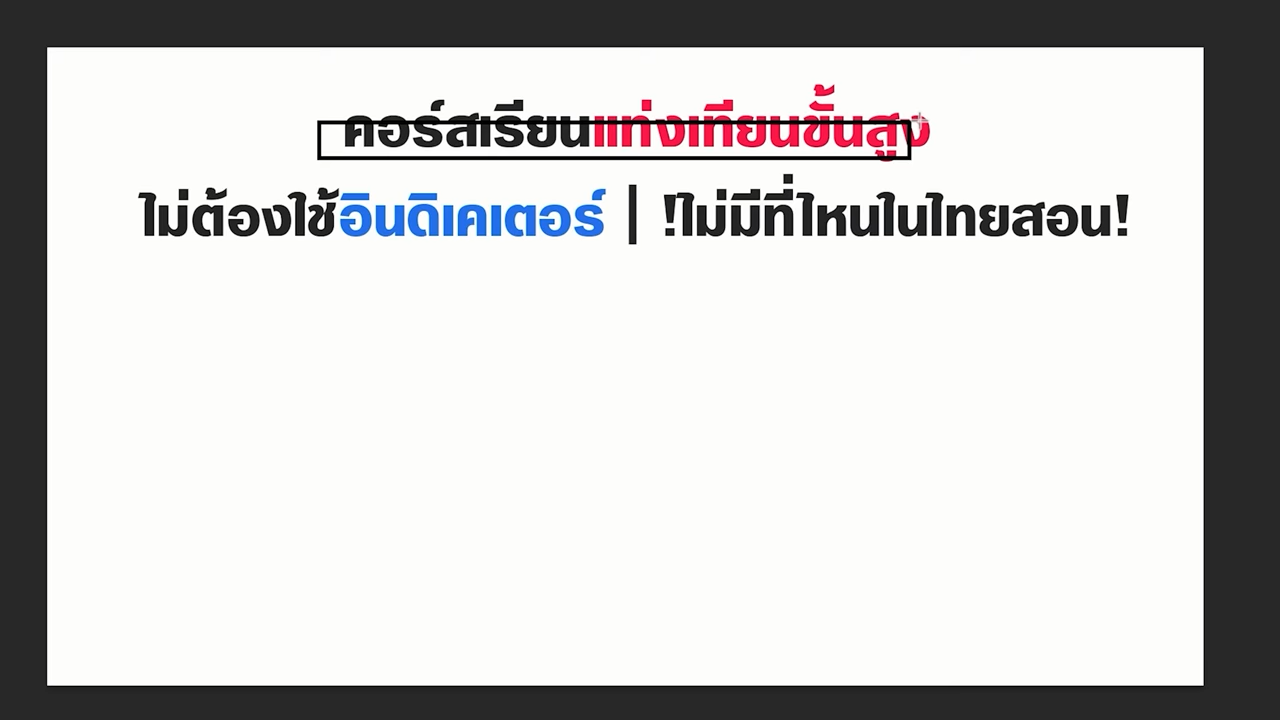 คอร์สเรียนแท่งเทียนขั้นสูง
ไม่ต้องใช้อินดิเคเตอร์ | !ไม่มีที่ไหนในไทยสอน!